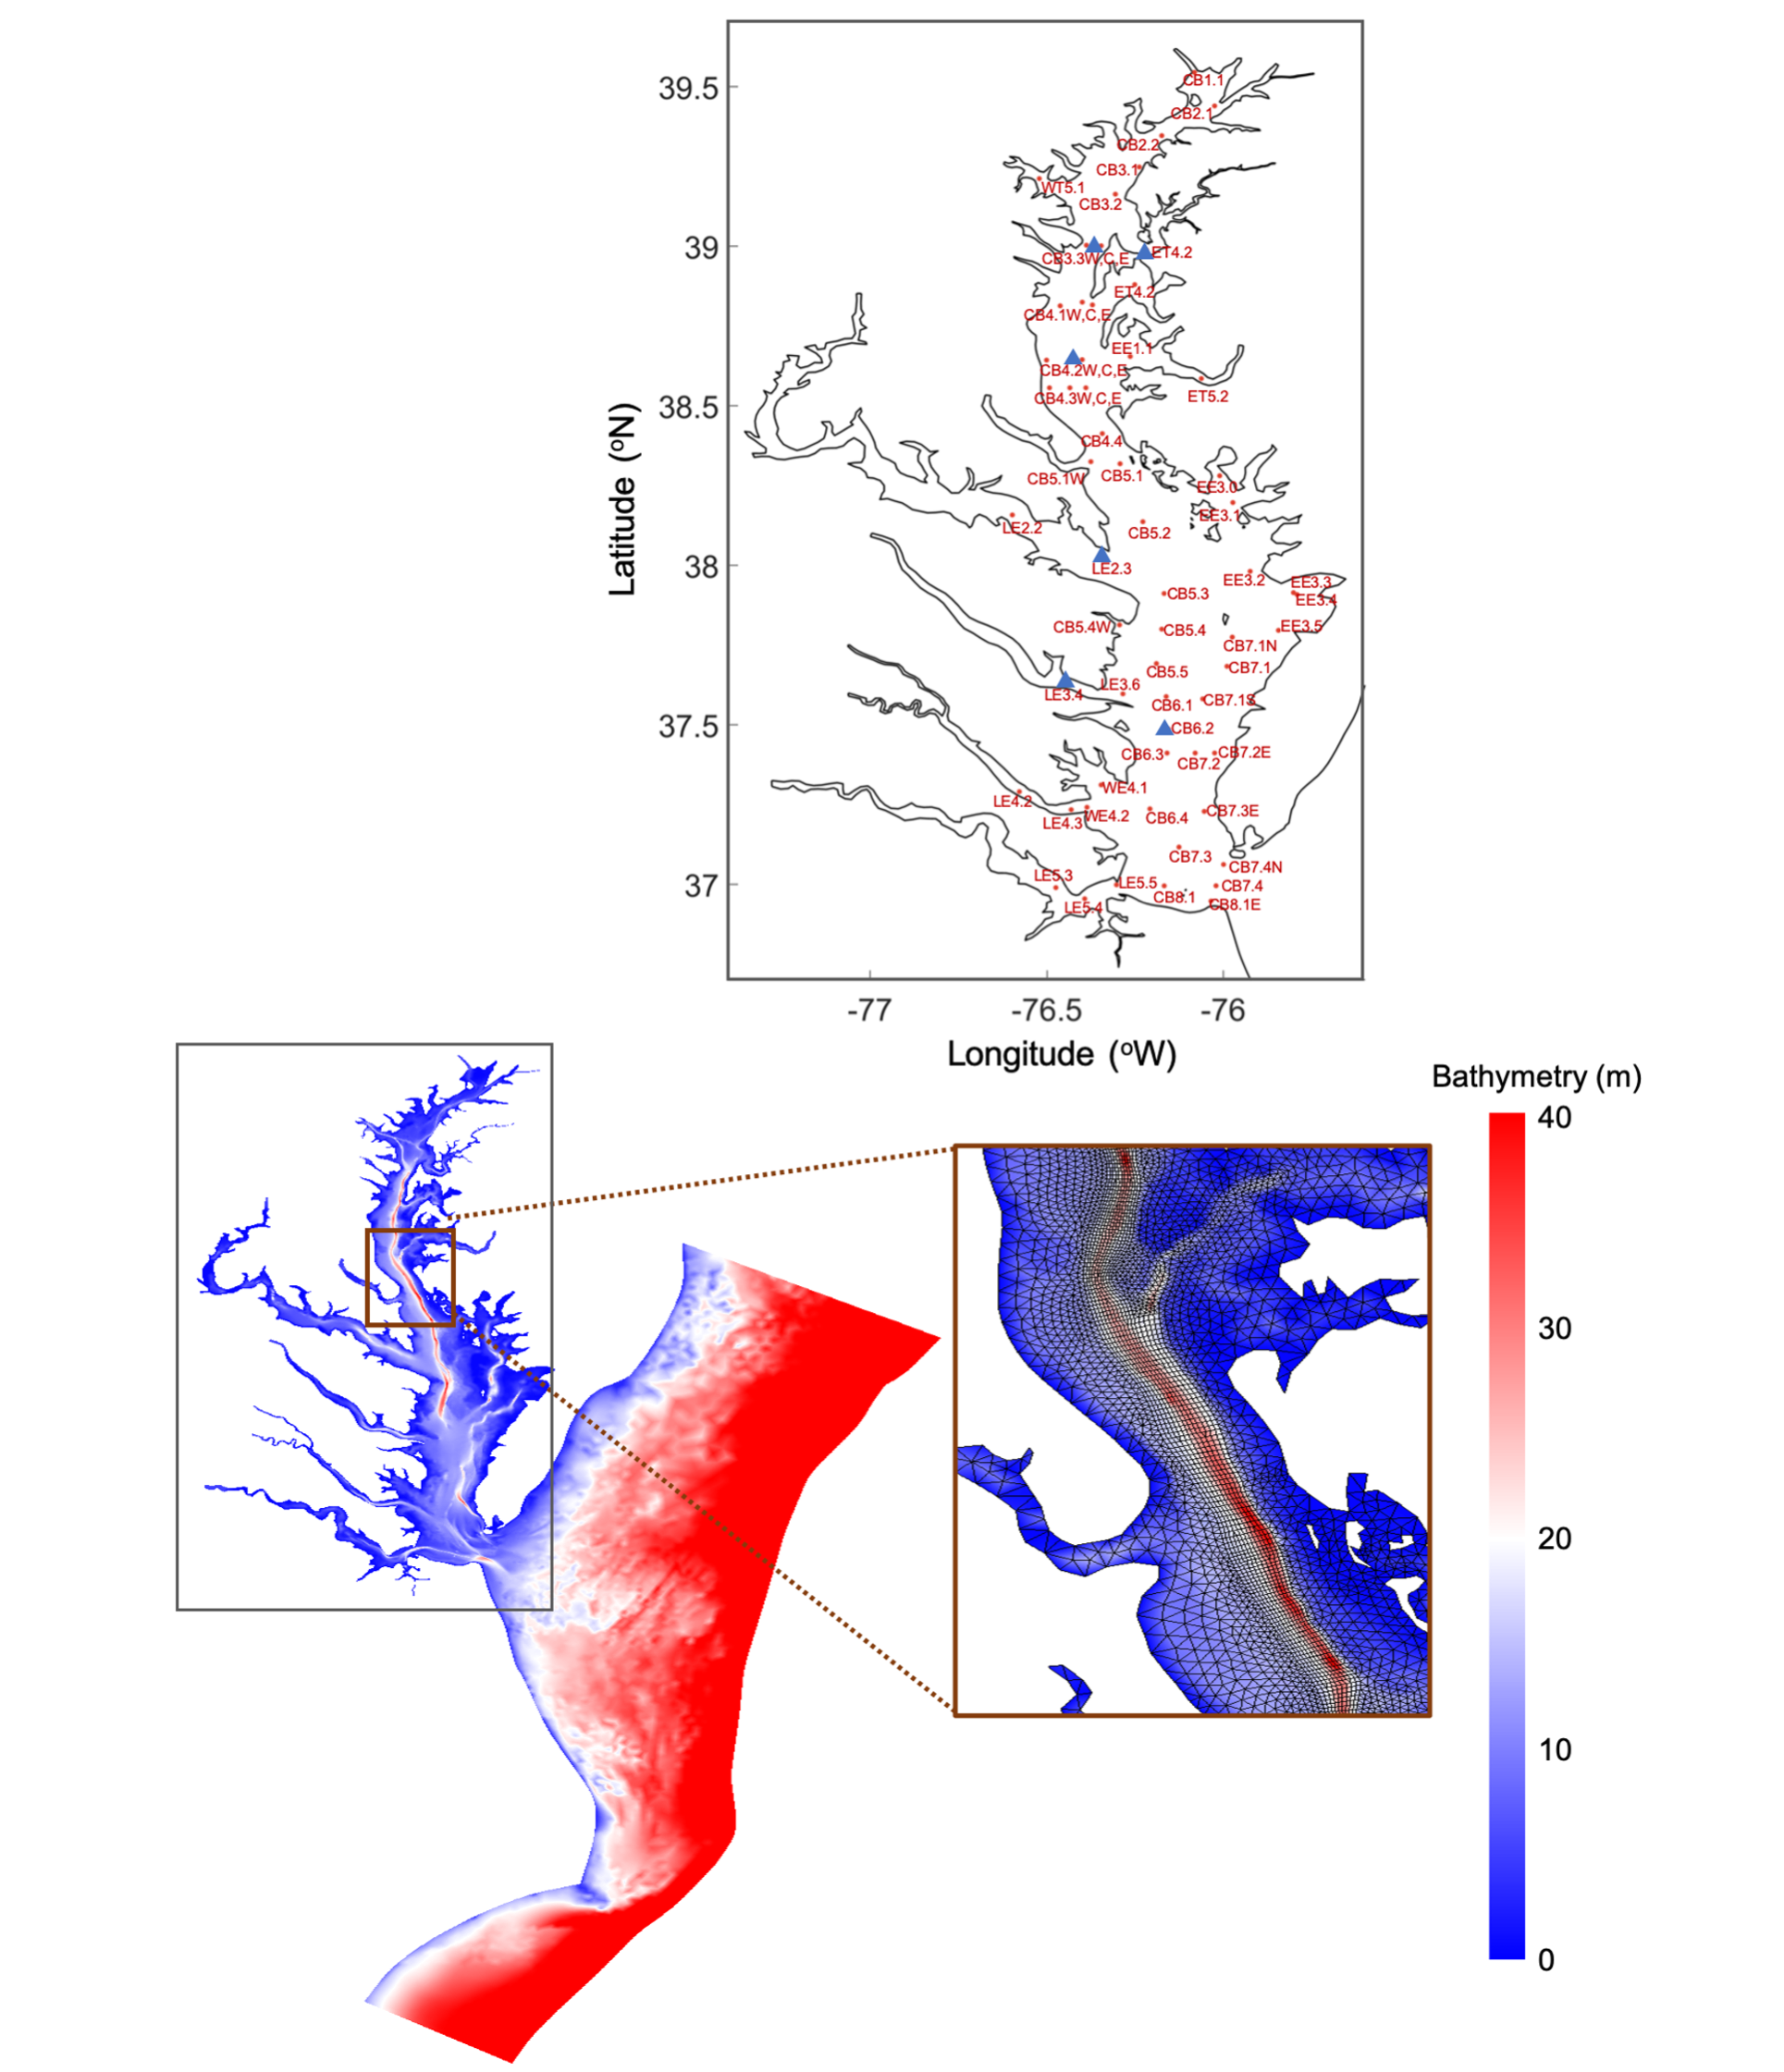 39.5
39
38.5
38
37.5
37
Latitude (oN)
CB1.1
CB2.1
CB2.2
CB3.1
WT5.1
CB3.2
ET4.2
CB3.3W,C,E
ET4.2
CB4.1W,C,E
EE1.1
CB4.2W,C,E
ET5.2
CB4.3W,C,E
CB4.4
CB5.1W
CB5.1
EE3.0
EE3.1
LE2.2
CB5.2
LE2.3
EE3.2
EE3.3
CB5.3
EE3.4
CB5.4W
CB5.4
EE3.5
CB7.1N
CB5.5
CB7.1
LE3.6
LE3.4
CB6.1
CB7.1S
CB6.2
CB6.3
CB7.2
CB7.2E
WE4.1
LE4.2
LE4.3
WE4.2
CB6.4
CB7.3E
CB7.3
CB7.4N
LE5.3
LE5.5
CB7.4
CB8.1
LE5.4
CB8.1E
-77
-76.5
-76
Longitude (oW)
Bathymetry (m)
40
30
20
10
0